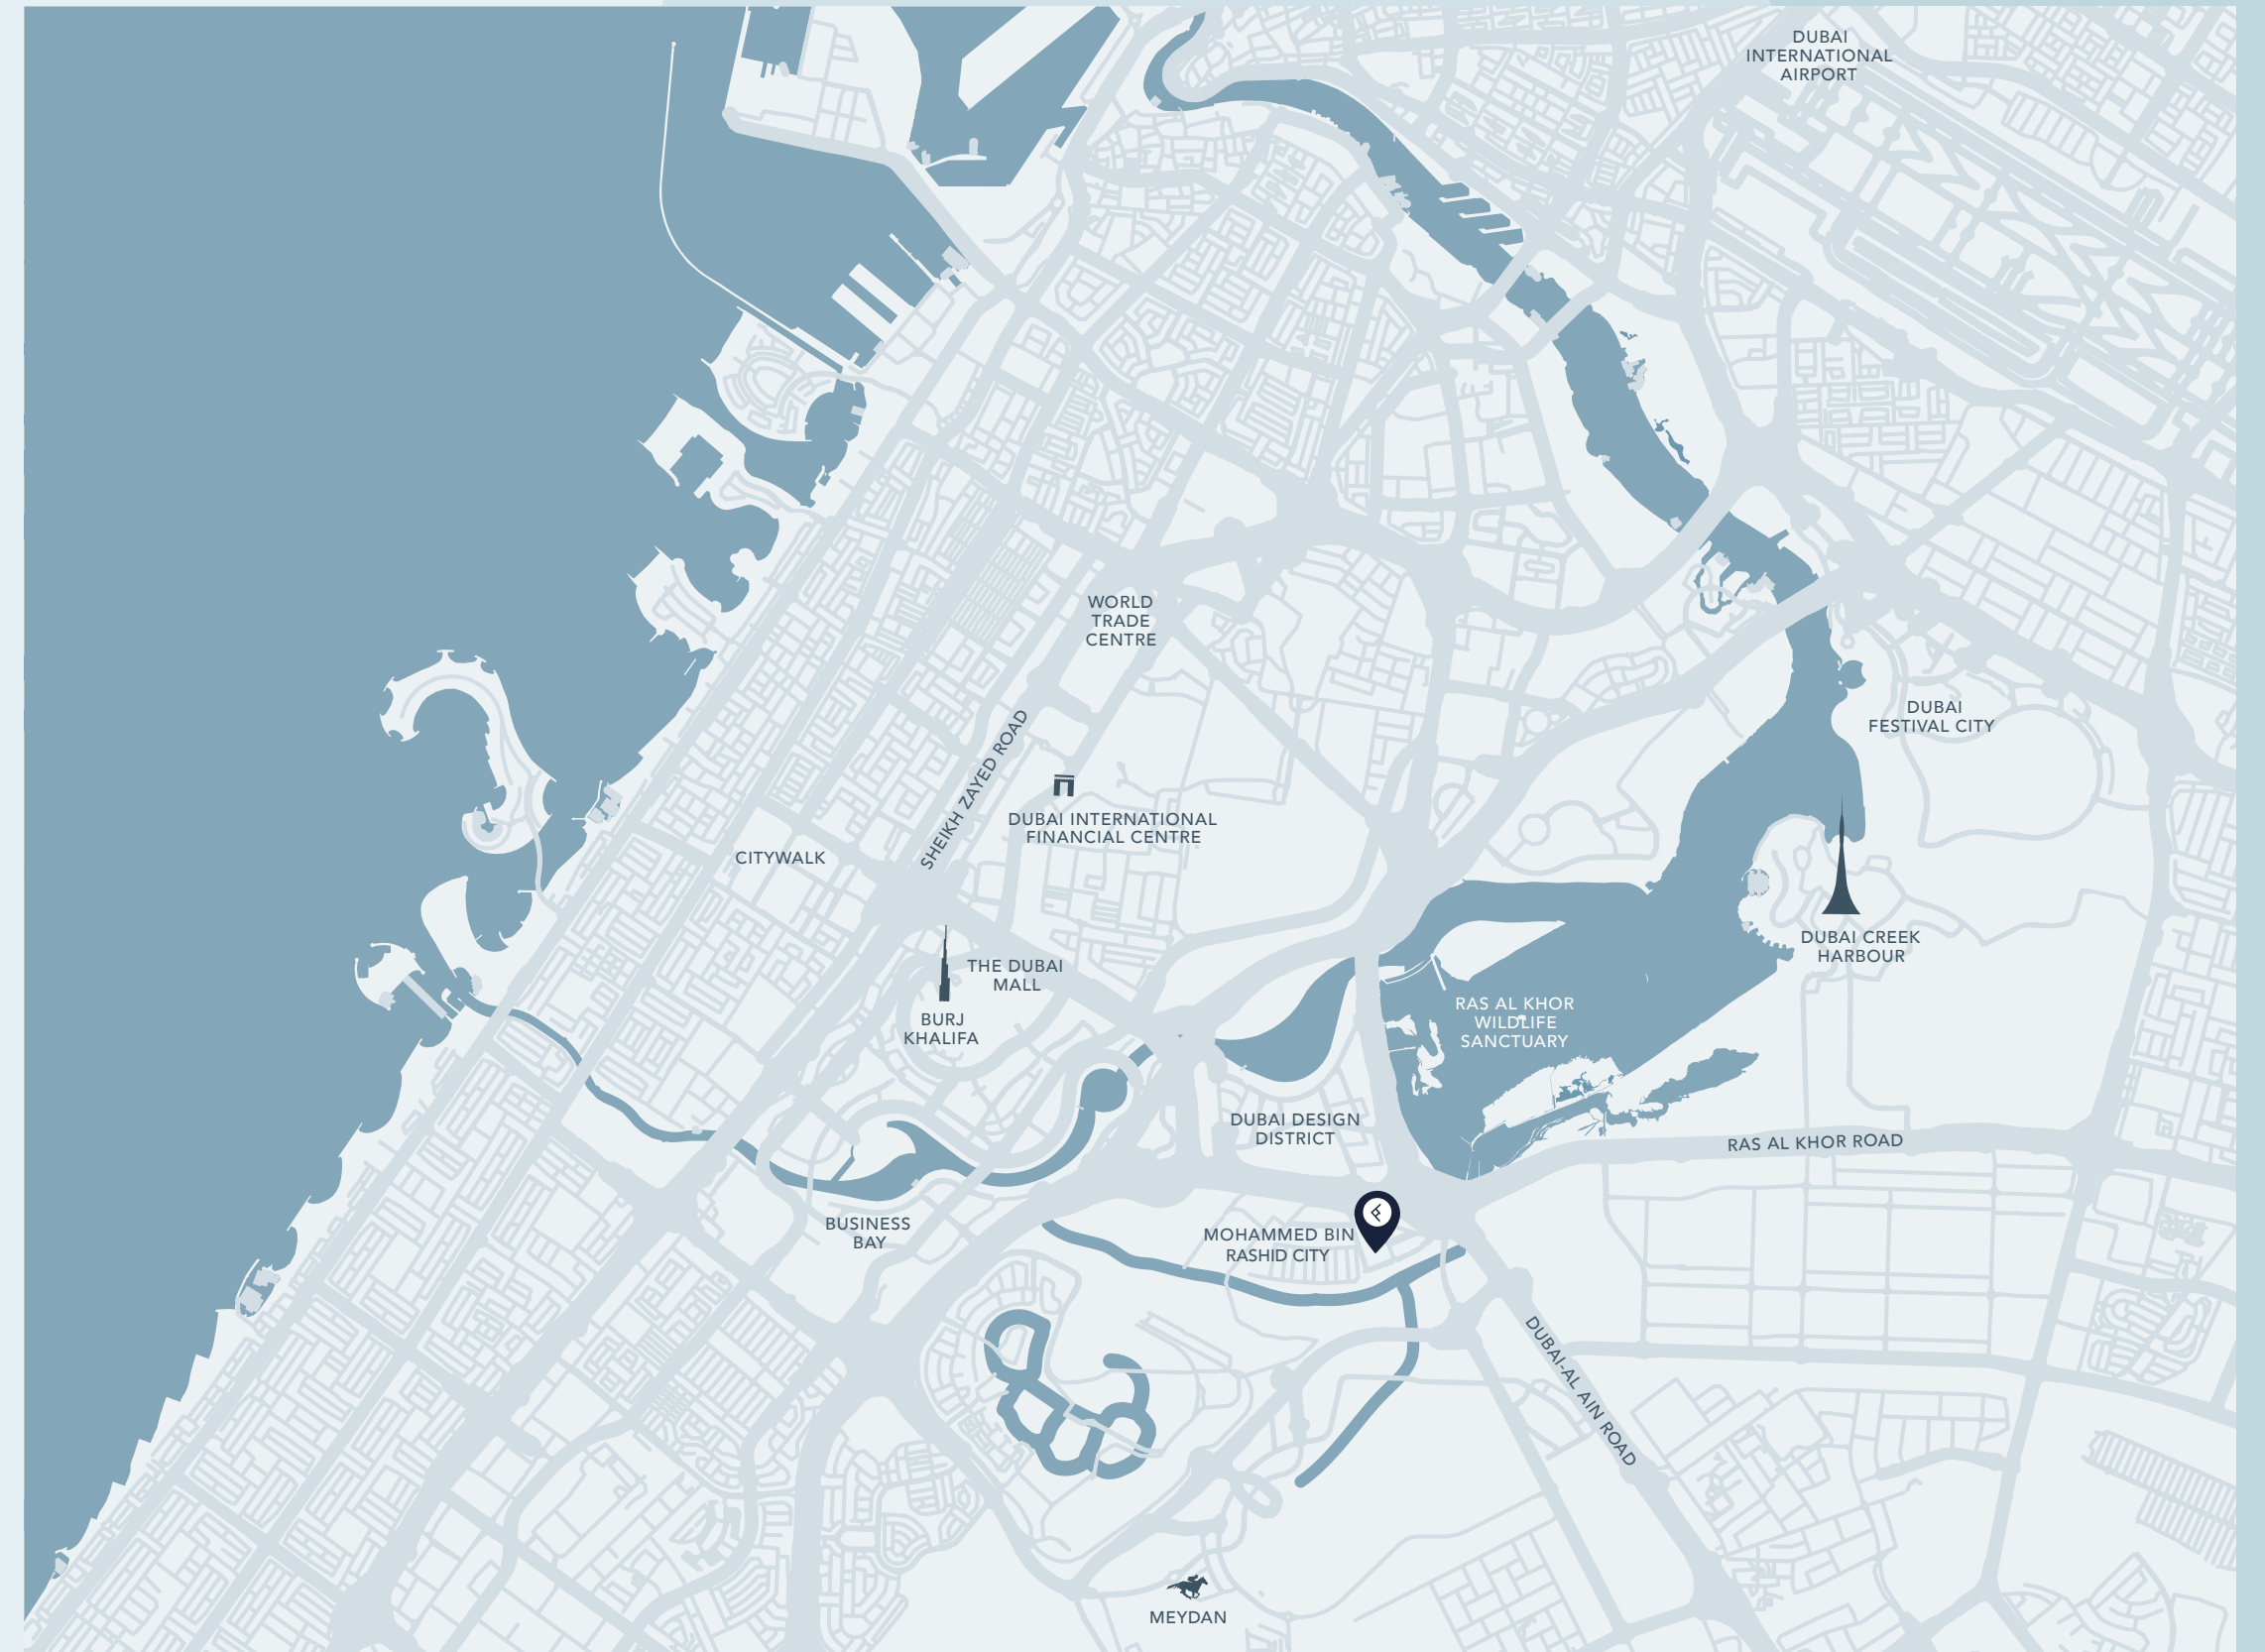 DUBAI
INTERNATIONAL
AIRPORT
WORLD
TRADE
CENTRE
DUBAI
FESTIVAL CITY
SHEIKH ZAYED ROAD
DUBAI INTERNATIONAL
FINANCIAL CENTRE
CITYWALK
DUBAI CREEK
HARBOUR
THE DUBAI
MALL
BURJ
KHALIFA
RAS AL KHOR
WILDLIFE
SANCTUARY
DUBAI DESIGN
DISTRICT
RAS AL KHOR ROAD
BUSINESS
BAY
MOHAMMED BIN
RASHID CITY
DUBAI-AL AIN ROAD
MEYDAN